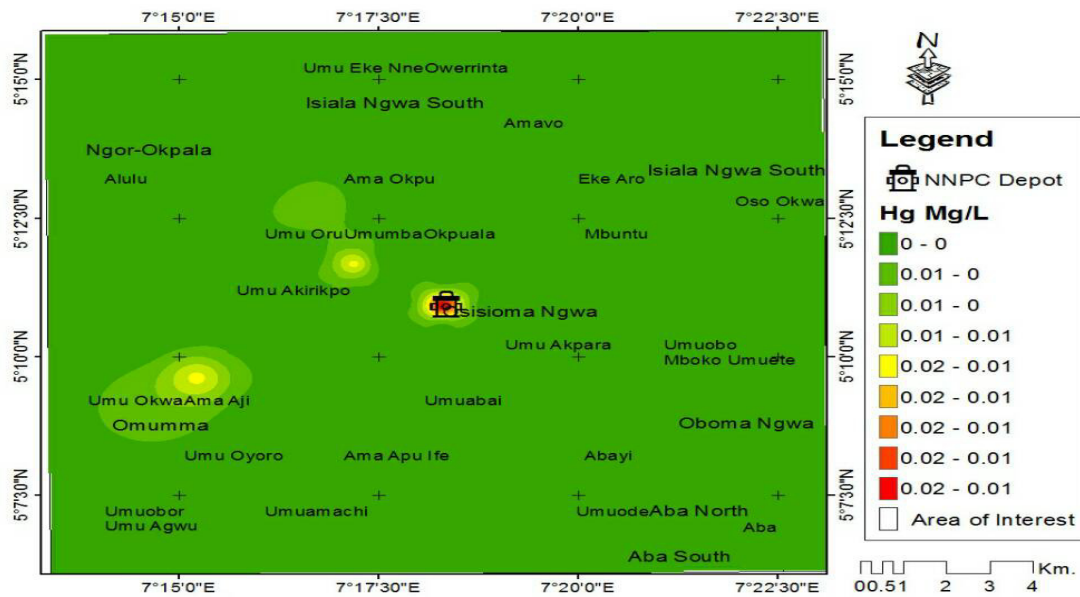 7°15'0"E 7°17'30"E 7°20'0"E 7°22'30"E
5°15'0"N
5°12'30"N
5°10'0"N
5°7'30"N
Umu Eke NneOwerrinta
Isiala Ngwa South
Amavo
Ngor-Okpala
Isiala Ngwa South
Alulu Ama Okpu Eke Aro
Oso Okwa
Umu OruUmumbaOkpuala Mbuntu
Umu Akirikpo
sisioma Ngwa
Umu Akpara Umuobo
Mboko Umuete
Umu OkwaAma Aji Umuabai
Omumma Oboma Ngwa
Umu Oyoro Ama Apu Ife Abayi
Umuobor Umuamachi UmuodeAba North
Umu Agwu Aba
Aba South
5°15'0"N
5°12'30"N
5°10'0"N
5°7'30"N
7°15'0"E 7°17'30"E 7°20'0"E 7°22'30"E
N
Legend
NNPC Depot
Hg Mg/L
0 - 0
0.01 - 0
0.01 - 0
0.01 - 0.01
0.02 - 0.01
0.02 - 0.01
0.02 - 0.01
0.02 - 0.01
0.02 - 0.01
Area of Interest
Km.
00.51 2 3 4